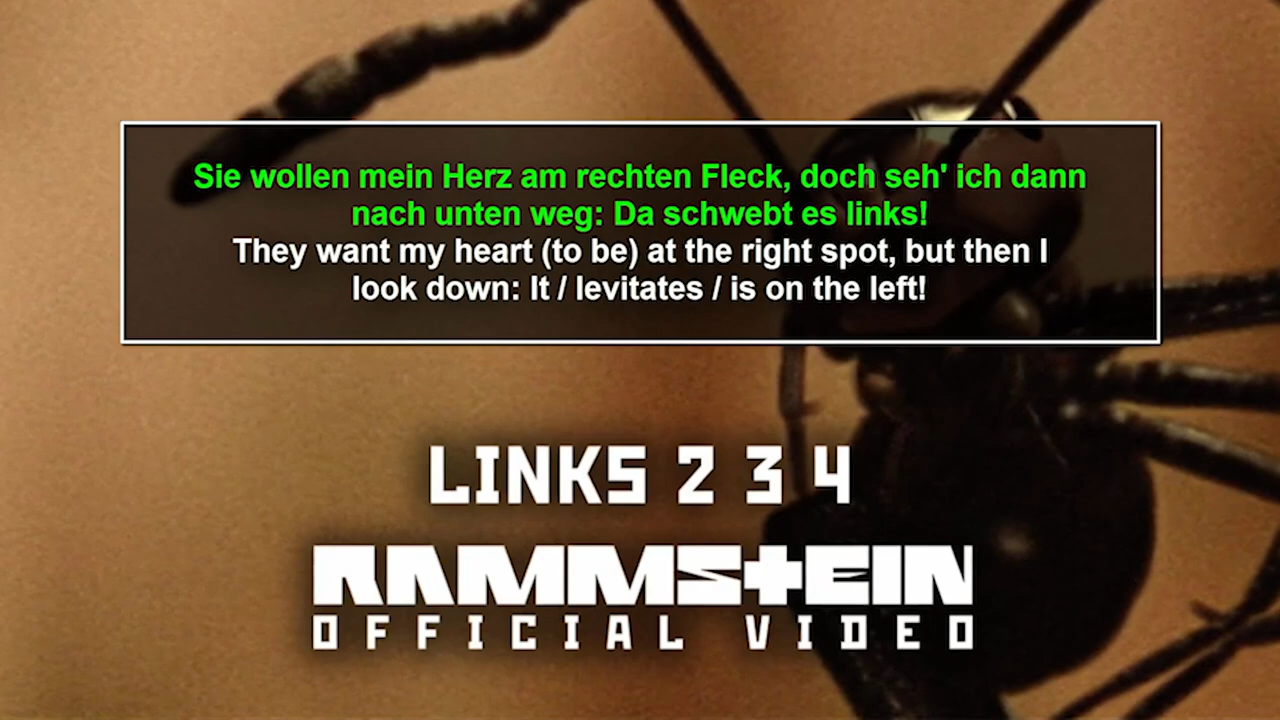 Sie wollen mein Herz am rechten Fleck, doch seh' ich dann
nach unten weg: Da schwebt es links!
They want my heart (to be) at the right spot, but then I
look down: It / levitates / is on the left!
LINKS 2 3 4
RAMMSTEIN
OFFICIAL VIDEO